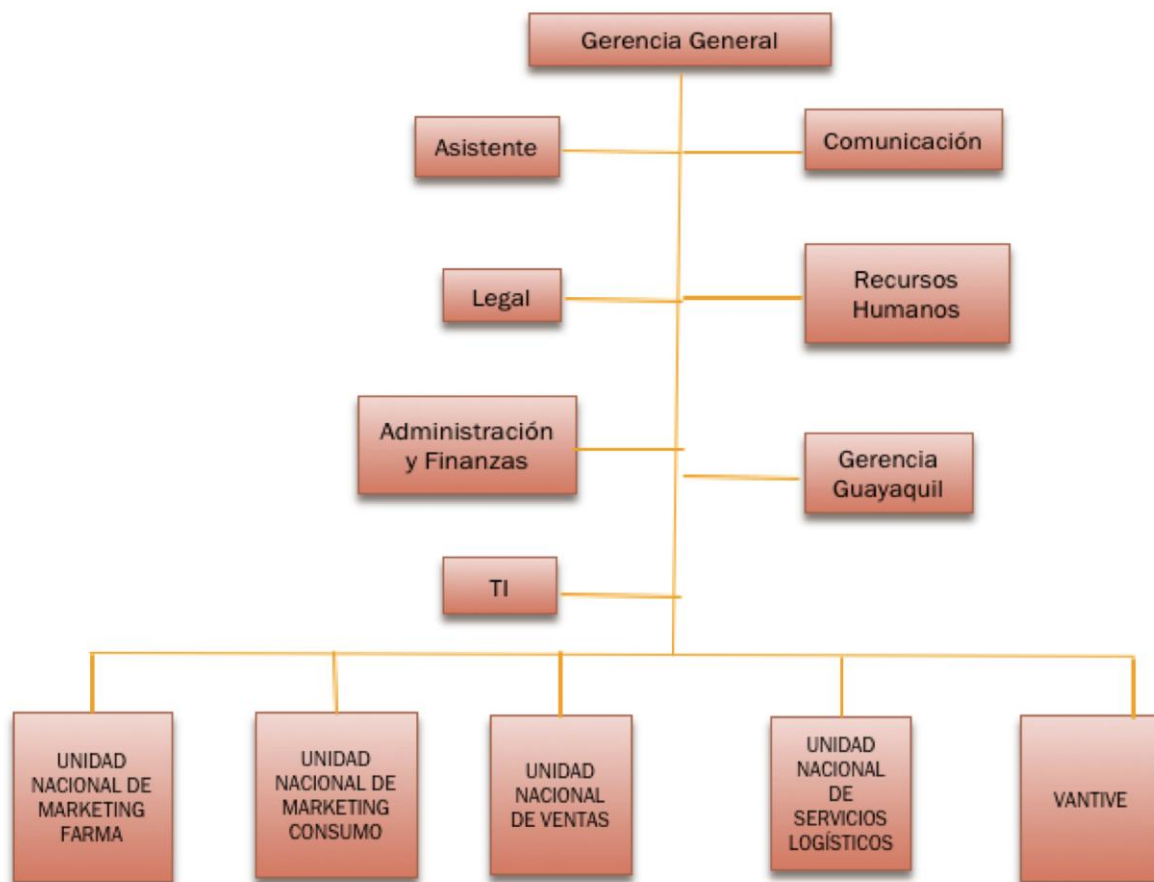 Gerencia General
Asistente
Comunicación
Legal
Recursos
Humanos
Administración
y Finanzas
Gerencia
Guayaquil
TI
UNIDAD
NACIONAL DE
MARKETING
FARMA
UNIDAD
NACIONAL DE
MARKETING
CONSUMO
UNIDAD
NACIONAL
DE VENTAS
UNIDAD
NACIONAL
DE
SERVICIOS
LOGÍSTICOS
VANTIVE